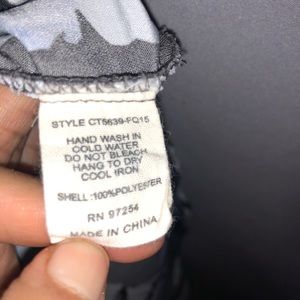 STYLE CT5639-FQ15
HAND WASH IN
COLD WATER
DO NOT BLEACH
HANG TO DRY
COOL IRON
SHELL:100%POLYESTER
RN 97254
MADE IN CHINA